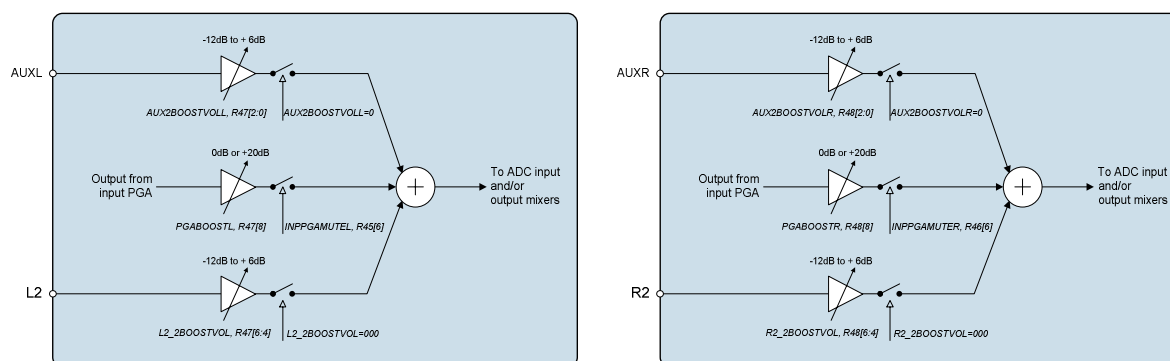 -12dB to + 6dB
AUXL
AUX2BOOSTVOLL, R47[2:0]
AUX2BOOSTVOLL=0
0dB or +20dB
Output from
input PGA
To ADC input
and/or
output mixers
PGABOOSTL, R47[8]
INPPGAMUTEL, R45[6]
-12dB to + 6dB
L2
L2_2BOOSTVOL, R47[6:4]
L2_2BOOSTVOL=000
-12dB to + 6dB
AUXR
AUX2BOOSTVOLR, R48[2:0]
AUX2BOOSTVOLR=0
0dB or +20dB
Output from
input PGA
To ADC input
and/or
output mixers
PGABOOSTR, R48[8]
INPPGAMUTER, R46[6]
-12dB to + 6dB
R2
R2_2BOOSTVOL, R48[6:4]
R2_2BOOSTVOL=000